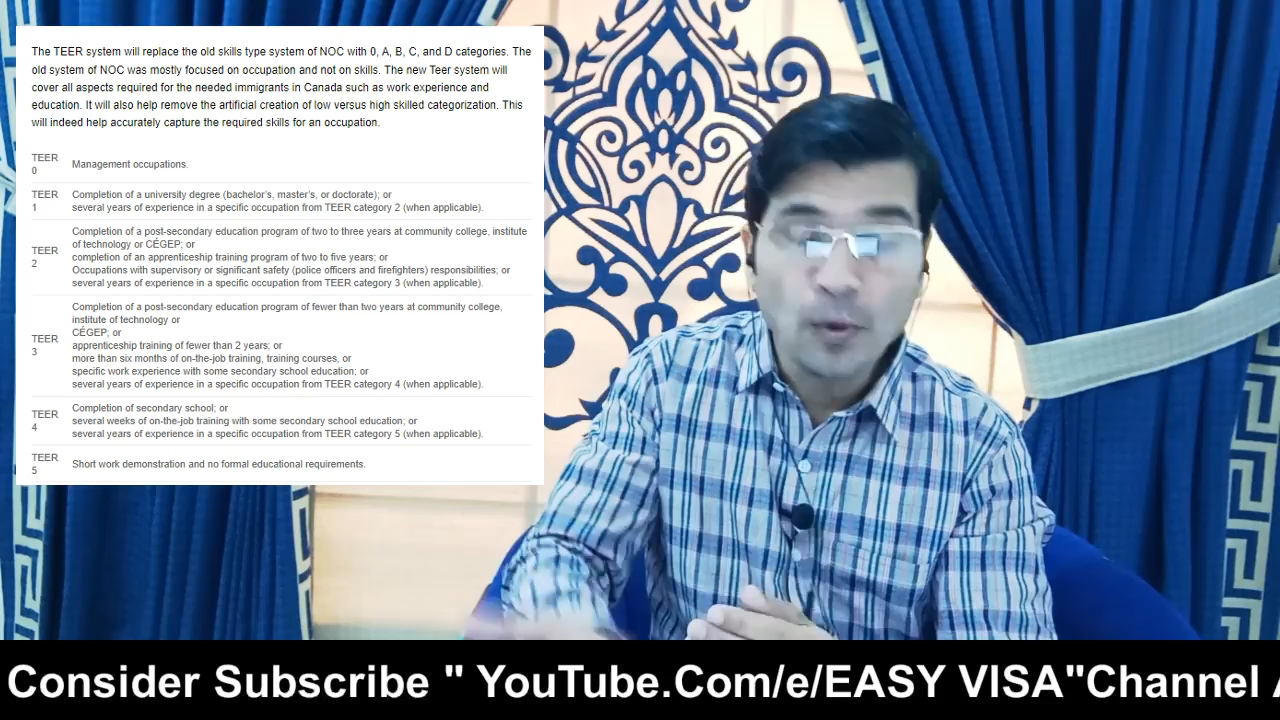 The TEER system will replace the old skills type system of NOC with 0, A, B, C, and D categories. The
old system of NOC was mostly focused on occupation and not on skills. The new Teer system will
cover all aspects required for the needed immigrants in Canada such as work experience and
education. It will also help remove the artificial creation of low versus high skilled categorization. This
will indeed help accurately capture the required skills for an occupation.
TEER
0
Management occupations.
TEER
1
Completion of a university degree (bachelor's, master's, or doctorate); or
several years of experience in a specific occupation from TEER category 2 (when applicable).
TEER
2
Completion of a post-secondary education program of two to three years at community college, institute
of technology or CÉGEP; or
completion of an apprenticeship training program of two to five years; or
Occupations with supervisory or significant safety (police officers and firefighters) responsibilities; or
several years of experience in a specific occupation from TEER category 3 (when applicable).
TEER
3
Completion of a post-secondary education program of fewer than two years at community college,
institute of technology or
CÉGEP; or
apprenticeship training of fewer than 2 years; or
more than six months of on-the-job training, training courses, or
specific work experience with some secondary school education; or
several years of experience in a specific occupation from TEER category 4 (when applicable).
TEER
4
Completion of secondary school; or
several weeks of on-the-job training with some secondary school education; or
several years of experience in a specific occupation from TEER category 5 (when applicable).
TEER
5
Short work demonstration and no formal educational requirements.
Consider Subscribe " YouTube.Com/e/EASY VISA"Channel A